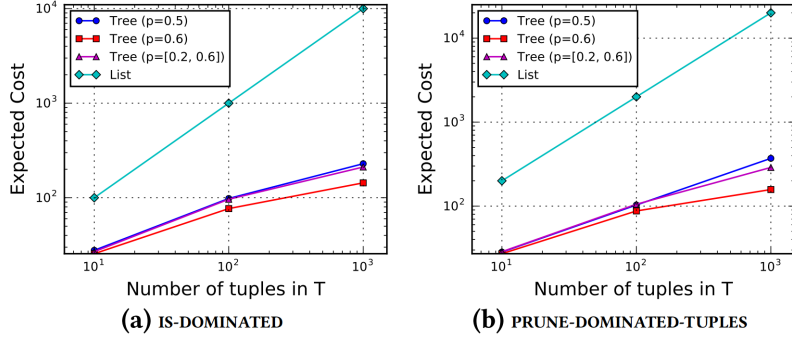 Expected Cost
10^4
10^3
10^2
Tree (p=0.5)
Tree (p=0.6)
Tree (p=[0.2, 0.6])
List
10^1 10^2 10^3
Number of tuples in T
(a) IS-DOMINATED
Expected Cost
10^4
10^3
10^2
Tree (p=0.5)
Tree (p=0.6)
Tree (p=[0.2, 0.6])
List
10^1 10^2 10^3
Number of tuples in T
(b) PRUNE-DOMINATED-TUPLES